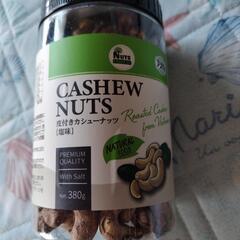 NUTS
CASHEW
NUTS
皮付きカシューナッツ
[塩味]
Roasted Cashew
from Vietnam
NATURAL
PREMIUM
QUALITY
With Salt
Net 380g